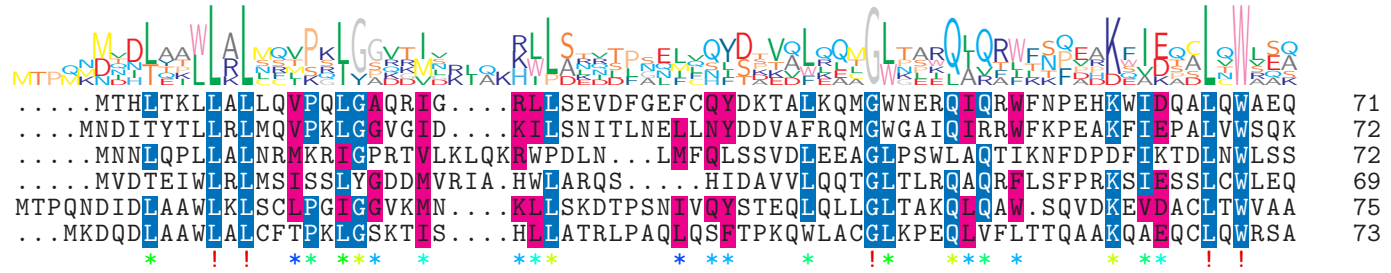 .....MTHLTKLLALLQVPQLGAQRIG....RLLSEVDFGEFCQYDKTALKQMGWNERQIQRWFNPEHKWIDQALQWAEQ 71
....MNDITYTLLRLMQVPKLGGVGID....KILSNITLNELLNYDDVAFRQMGWGAIQIRRWFKPEAKFIEPALVWSQK 72
.....MNNLQPLLALNRMKRIGPRTVLKLQKRWPDLN...LMFQLSSVDLEEAGLPSWLAQTIKNFDPDFIKTDLNWLSS 72
.....MVDTEIWLRLMSISSLYGDDMVRIA.HWLARQS.....HIDAVVLQQTGLTLRQAQRFLSFPRKSIESSLCWLEQ 69
MTPQNDIDLAAWLKLSCLPGIGGVKMN....KLLSKDTPSNIVQYSTEQLQLLGLTAKQLQAW.SQVDKEVDACLTWVAA 75
...MKDQDLAAWLALCFTPKLGSKTIS....HLLATRLPAQLQSFTPKQWLACGLKPEQLVFLTTQAAKQAEQCLQWRSA 73
* ! ! * * * * * * * * * * * * * ! * * * * * * * ! !